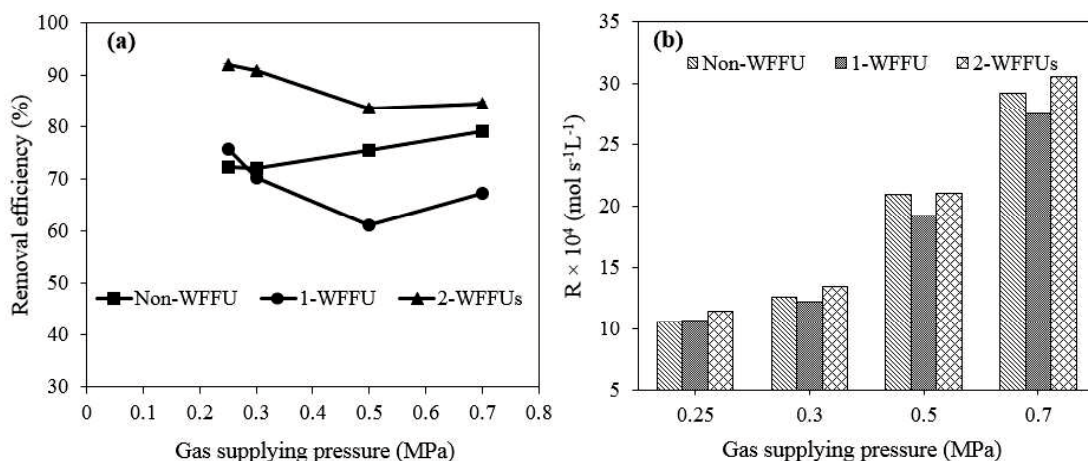 (a)
Removal efficiency (%)
100
90
80
70
60
50
40
30
Non-WFFU 1-WFFU 2-WFFUs
0 0.1 0.2 0.3 0.4 0.5 0.6 0.7 0.8
Gas supplying pressure (MPa)
(b)
R × 10⁴ (mol s⁻¹L⁻¹)
35
30
25
20
15
10
5
Non-WFFU 1-WFFU 2-WFFUs
0.25 0.3 0.5 0.7
Gas supplying pressure (MPa)